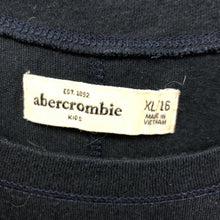 EST. 1892
abercrombie
KIDS
XL/16
MADE IN
VIETNAM